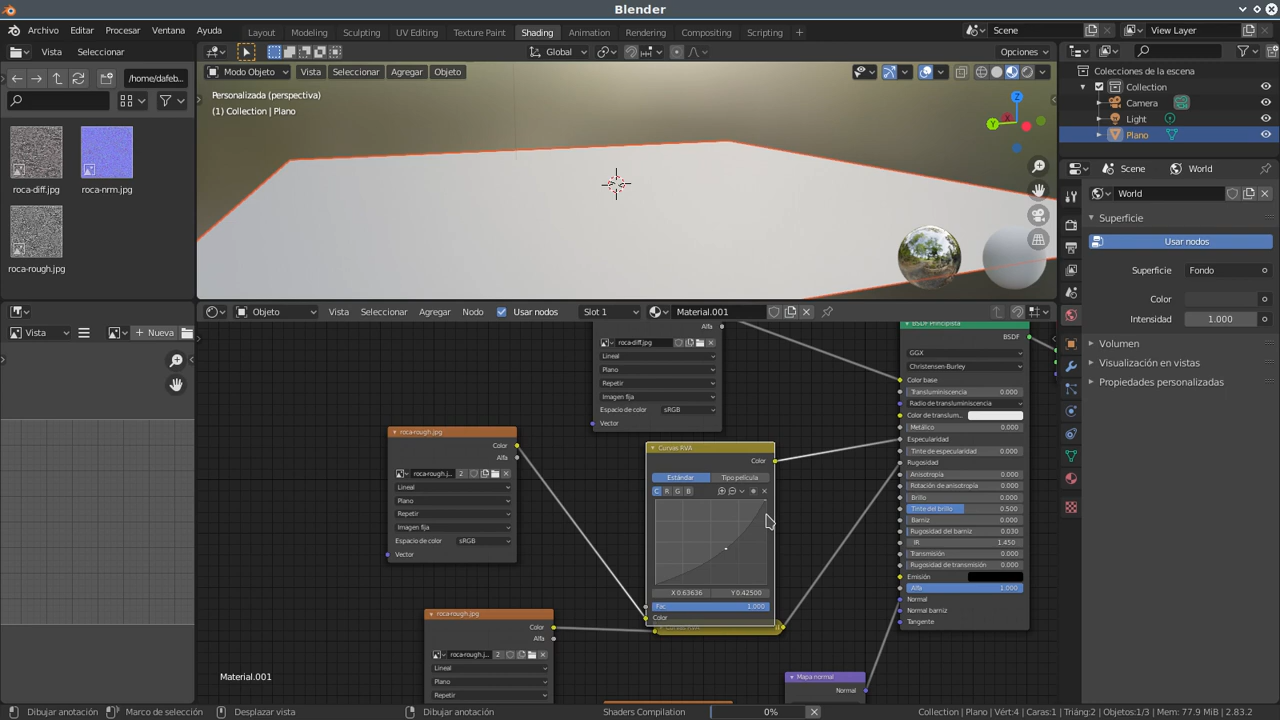 Blender
Archivo Editar Procesar Ventana Ayuda
Layout Modeling Sculpting UV Editing Texture Paint Shading Animation Rendering Compositing Scripting +
Scene
View Layer
Vista Seleccionar
/home/dafeb...
roca-diff.jpg
roca-nrm.jpg
roca-rough.jpg
Vista
Nueva
Global
Opciones
Modo Objeto Vista Seleccionar Agregar Objeto
Personalizada (perspectiva)
(1) Collection | Plano
Z
Y
X
Objeto Vista Seleccionar Agregar Nodo Usar nodos Slot 1 Material.001
Alfa
roca-diff.jpg
Lineal
Plano
Repetir
Imagen fija
Espacio de color sRGB
Vector
roca-rough.jpg
Color
Alfa
roca-rough.j... 2
Lineal
Plano
Repetir
Imagen fija
Espacio de color sRGB
Vector
roca-rough.jpg
Color
Alfa
roca-rough.j... 2
Lineal
Plano
Repetir
Curvas RVA
Color
Estándar Tipo película
C R G B
X 0.63636 Y 0.42500
Fac 1.000
Color
Mapa normal
Normal
BSDF Principista
BSDF
GGX
Christensen-Burley
Color base
Transluminiscencia 0.000
Radio de transluminiscencia
Color de translum...
Metálico 0.000
Especularidad
Tinte de especularidad 0.000
Rugosidad
Anisotropía 0.000
Rotación de anisotropía 0.000
Brillo 0.000
Tinte del brillo 0.500
Barniz 0.000
Rugosidad del barniz 0.030
IR 1.450
Transmisión 0.000
Rugosidad de transmisión 0.000
Emisión
Alfa 1.000
Normal
Normal barniz
Tangente
Material.001
Colecciones de la escena
Collection
Camera
Light
Plano
Scene World
World
Superficie
Usar nodos
Superficie Fondo
Color
Intensidad 1.000
Volumen
Visualización en vistas
Propiedades personalizadas
Dibujar anotación Marco de selección Desplazar vista Dibujar anotación Shaders Compilation 0% Collection | Plano | Vért:4 | Caras:1 | Triáng:2 | Objetos:1/3 | Mem: 77.9 MiB | 2.83.2